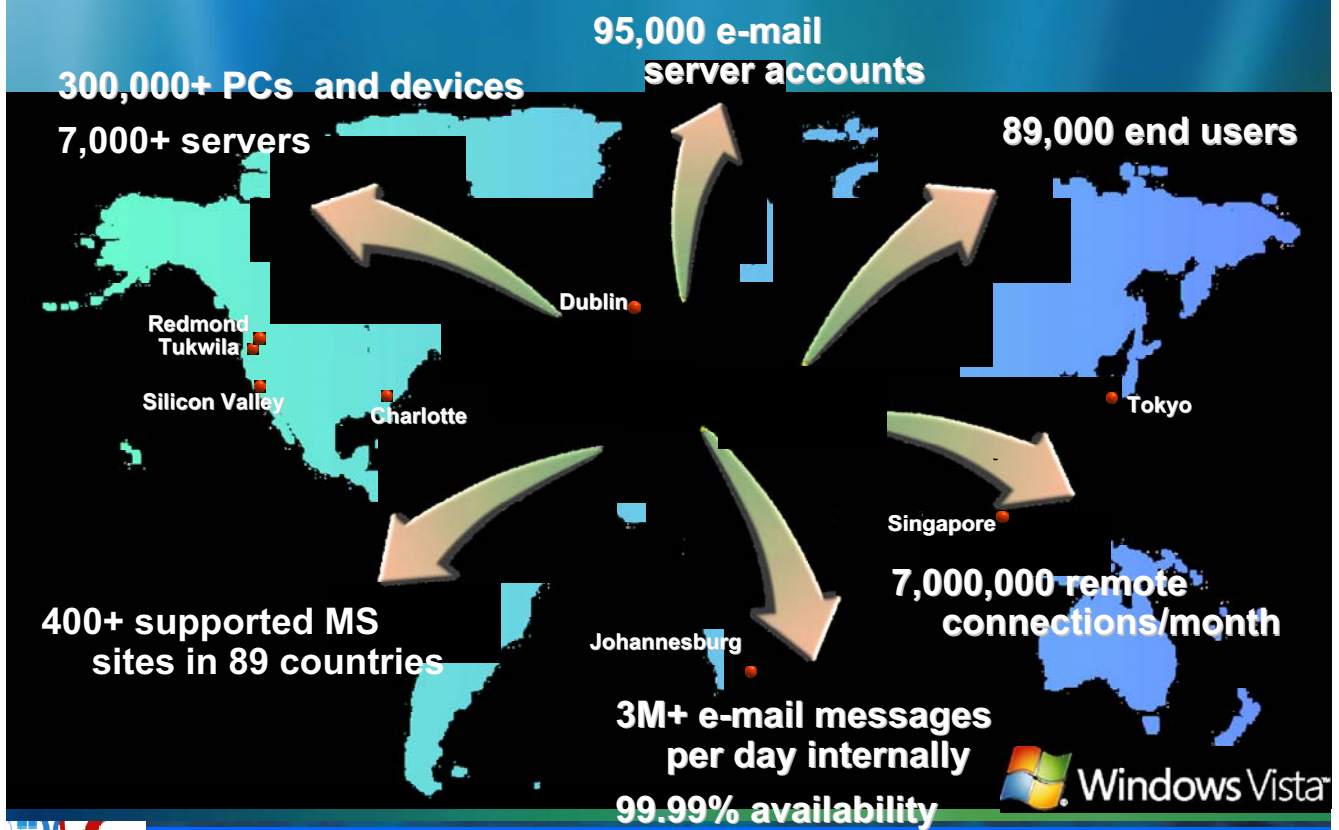 95,000 e-mail
server accounts
300,000+ PCs and devices
7,000+ servers
89,000 end users
Dublin
Redmond
Tukwila
Silicon Valley
Charlotte
Tokyo
Singapore
7,000,000 remote
connections/month
400+ supported MS
sites in 89 countries
Johannesburg
3M+ e-mail messages
per day internally
99.99% availability
Windows Vista